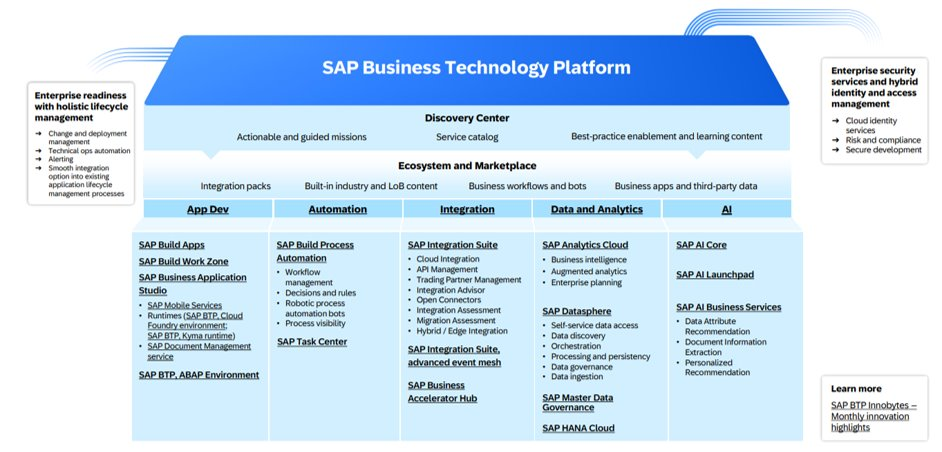 SAP Business Technology Platform
Enterprise readiness
with holistic lifecycle
management
→ Change and deployment
management
→ Technical ops automation
→ Alerting
→ Smooth integration
option into existing
application lifecycle
management processes
Enterprise security
services and hybrid
identity and access
management
→ Cloud identity
services
→ Risk and compliance
→ Secure development
Discovery Center
Actionable and guided missions
Service catalog
Best-practice enablement and learning content
Ecosystem and Marketplace
Integration packs
Built-in industry and LoB content
Business workflows and bots
Business apps and third-party data
App Dev
Automation
Integration
Data and Analytics
AI
SAP Build Apps
SAP Build Work Zone
SAP Business Application
Studio
• SAP Mobile Services
• Runtimes (SAP BTP, Cloud
Foundry environment;
SAP BTP, Kyma runtime)
• SAP Document Management
service
SAP BTP, ABAP Environment
SAP Build Process
Automation
• Workflow
management
• Decisions and rules
• Robotic process
automation bots
• Process visibility
SAP Task Center
SAP Integration Suite
• Cloud Integration
• API Management
• Trading Partner Management
• Integration Advisor
• Open Connectors
• Integration Assessment
• Migration Assessment
• Hybrid / Edge Integration
SAP Integration Suite,
advanced event mesh
SAP Business
Accelerator Hub
SAP Analytics Cloud
• Business intelligence
• Augmented analytics
• Enterprise planning
SAP Datasphere
• Self-service data access
• Data discovery
• Orchestration
• Processing and persistency
• Data governance
• Data ingestion
SAP Master Data
Governance
SAP HANA Cloud
SAP AI Core
SAP AI Launchpad
SAP AI Business Services
• Data Attribute
Recommendation
• Document Information
Extraction
• Personalized
Recommendation
Learn more
SAP BTP Innobytes –
Monthly innovation
highlights